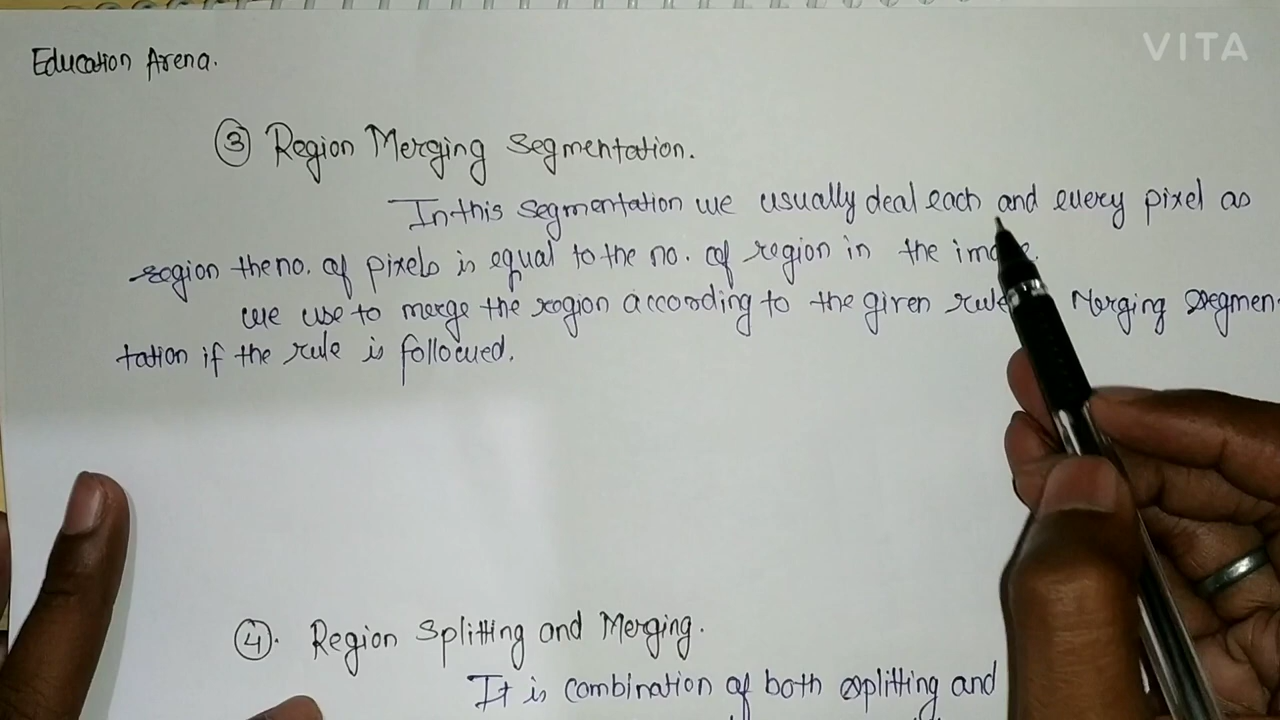 VITA
Education Arena.
③ Region Merging Segmentation.
In this segmentation we usually deal each and every pixel as
region the no. of pixels is equal to the no. of region in the image.
we use to merge the region according to the given rule Merging segmen-
tation if the rule is followed.
④. Region Splitting and Merging.
It is combination of both splitting and